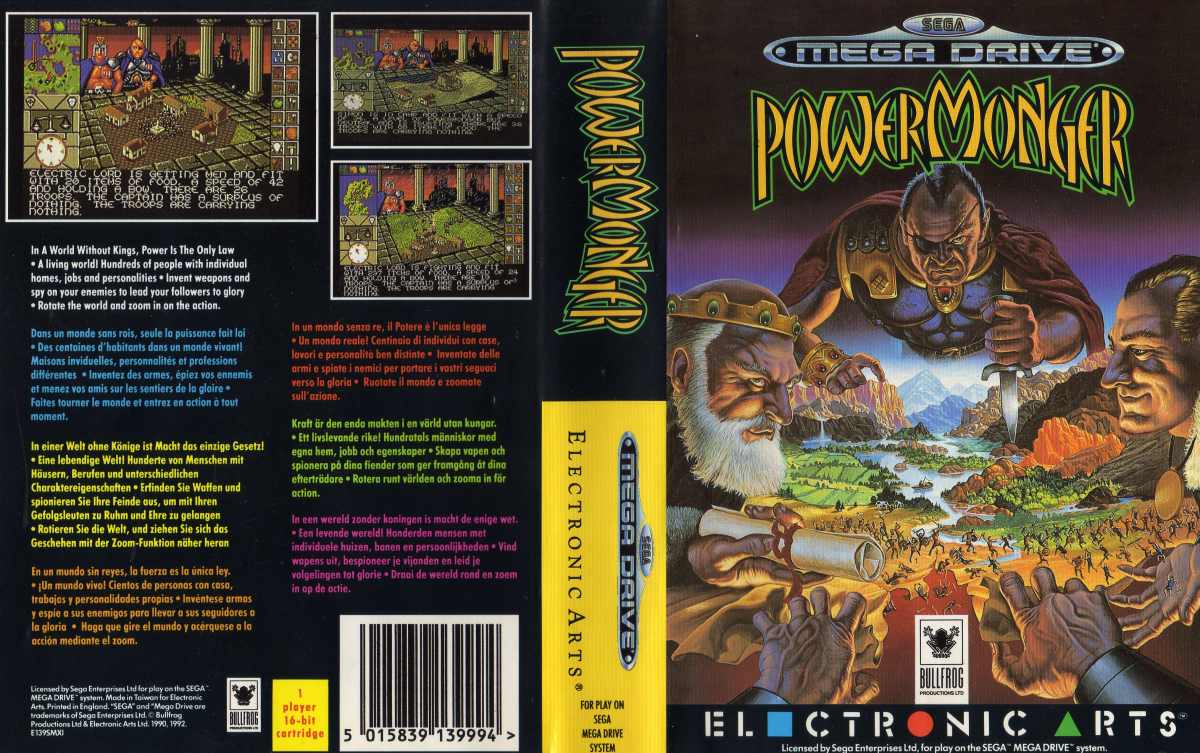 ELECTRIC LORD IS GETTING MEN AND FIT
WITH 20 ITEMS OF FOOD. A SPEED OF 42
AND HOLDING A BOW. THERE ARE 26
TROOPS. THE CAPTAIN HAS A SURPLUS OF
NOTHING. THE TROOPS ARE CARRYING
NOTHING.
In A World Without Kings, Power Is The Only Law
• A living world! Hundreds of people with individual
homes, jobs and personalities • Invent weapons and
spy on your enemies to lead your followers to glory
• Rotate the world and zoom in on the action.
Dans un monde sans rois, seule la puissance fait loi
• Des centaines d'habitants dans un monde vivant!
Maisons inviduelles, personnalités et professions
différentes • Inventez des armes, épiez vos ennemis
et menez vos amis sur les sentiers de la gloire •
Faites tourner le monde et entrez en action à tout
moment.
In einer Welt ohne Könige ist Macht das einzige Gesetz!
• Eine lebendige Welt! Hunderte von Menschen mit
Häusern, Berufen und unterschiedlichen
Charaktereigenschaften • Erfinden Sie Waffen und
spionieren Sie Ihre Feinde aus, um mit Ihren
Gefolgsleuten zu Ruhm und Ehre zu gelangen
• Rotieren Sie die Welt, und ziehen Sie sich das
Geschehen mit der Zoom-Funktion näher heran
En un mundo sin reyes, la fuerza es la única ley.
• ¡Un mundo vivo! Cientos de personas con casa,
trabajos y personalidades propias • Invéntese armas
y espíe a sus enemigos para llevar a sus seguidores a
la gloria • Haga que gire el mundo y acérquese a la
acción mediante el zoom.
Licensed by Sega Enterprises Ltd for play on the SEGA™
MEGA DRIVE™ system. Made in Taiwan for Electronic
Arts. Printed in England. "SEGA" and "Mega Drive are
trademarks of Sega Enterprises Ltd. © Bullfrog
Productions Ltd & Electronic Arts Ltd. 1990, 1992.
E139SMXI
BULLFROG
PRODUCTIONS LTD
1
player
16-bit
cartridge
TROOPS ARE CARRYING NOTHING.
NOTHING. THE TROOPS ARE CARRYING
NOTHING.
In un mondo senza re, il Potere è l'unica legge
• Un mondo reale! Centinaia di individui con case,
lavori e personalità ben distinte • Inventate delle
armi e spiate i nemici per portare i vostri seguaci
verso la gloria • Ruotate il mondo e zoomate
sull'azione.
Kraft är den enda makten i en värld utan kungar.
• Ett livslevande rike! Hundratals människor med
egna hem, jobb och egenskaper • Skapa vapen och
spionera på dina fiender som ger framgång åt dina
efterträdare • Rotera runt världen och zooma in för
action.
In een wereld zonder koningen is macht de enige wet.
• Een levende wereld! Honderden mensen met
individuele huizen, banen en persoonlijkheden • Vind
wapens uit, bespioneer je vijanden en leid je
volgelingen tot glorie • Draai de wereld rond en zoem
in op de actie.
5 015839 139994 >
POWERMONGER
ELECTRONIC ARTS®
SEGA
MEGA DRIVE
FOR PLAY ON
SEGA
MEGA DRIVE
SYSTEM
SEGA
MEGA DRIVE
POWERMONGER
BULLFROG
PRODUCTIONS LTD
ELECTRONIC ARTS™
Licensed by Sega Enterprises Ltd, for play on the SEGA™ MEGA DRIVE™ system.